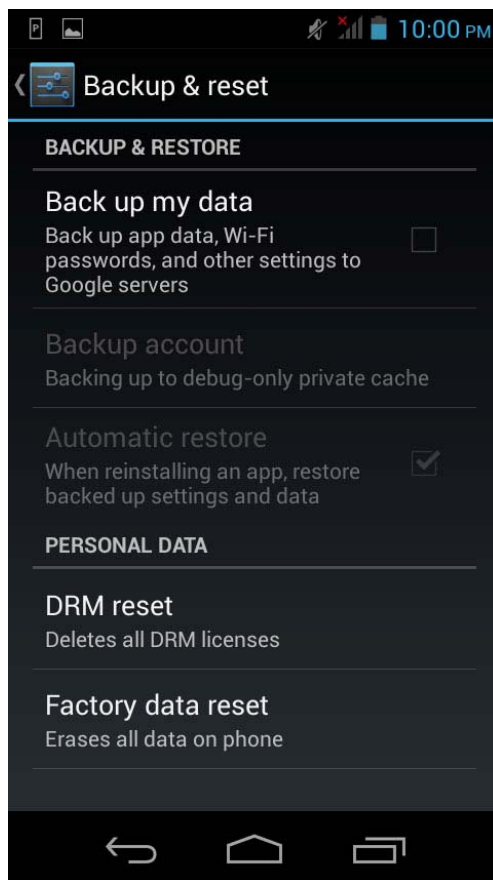 P
10:00 PM
Backup & reset
BACKUP & RESTORE
Back up my data
Back up app data, Wi-Fi
passwords, and other settings to
Google servers
Backup account
Backing up to debug-only private cache
Automatic restore
When reinstalling an app, restore
backed up settings and data
PERSONAL DATA
DRM reset
Deletes all DRM licenses
Factory data reset
Erases all data on phone